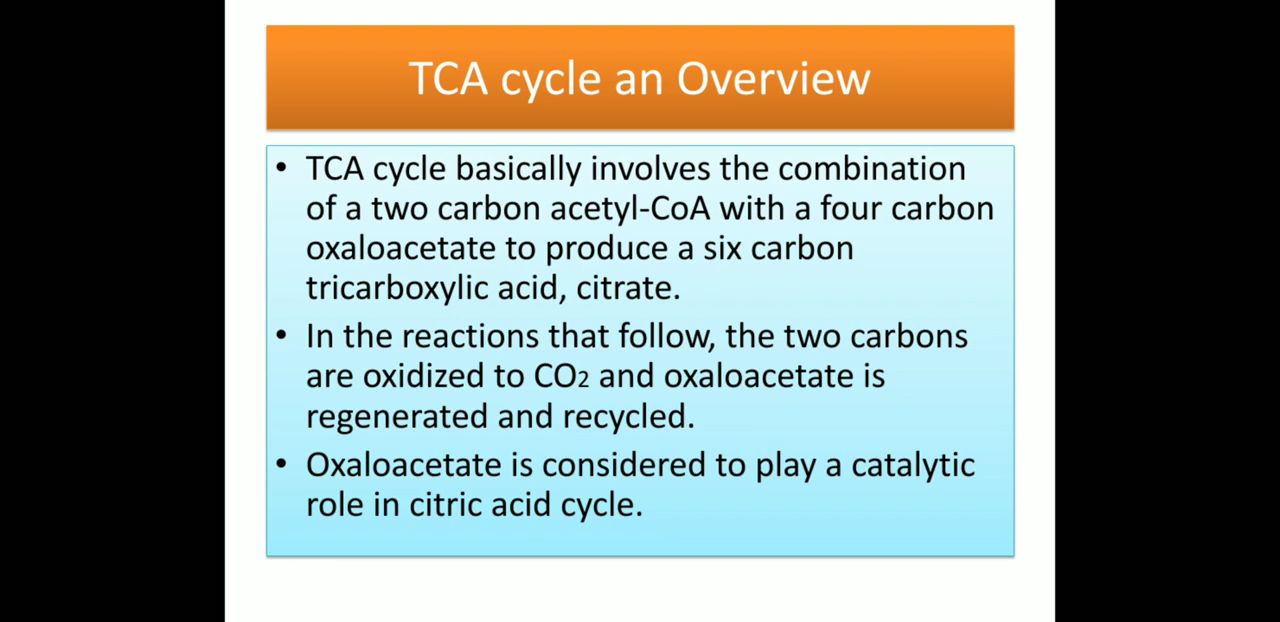 TCA cycle an Overview
• TCA cycle basically involves the combination
of a two carbon acetyl-CoA with a four carbon
oxaloacetate to produce a six carbon
tricarboxylic acid, citrate.
• In the reactions that follow, the two carbons
are oxidized to CO2 and oxaloacetate is
regenerated and recycled.
• Oxaloacetate is considered to play a catalytic
role in citric acid cycle.